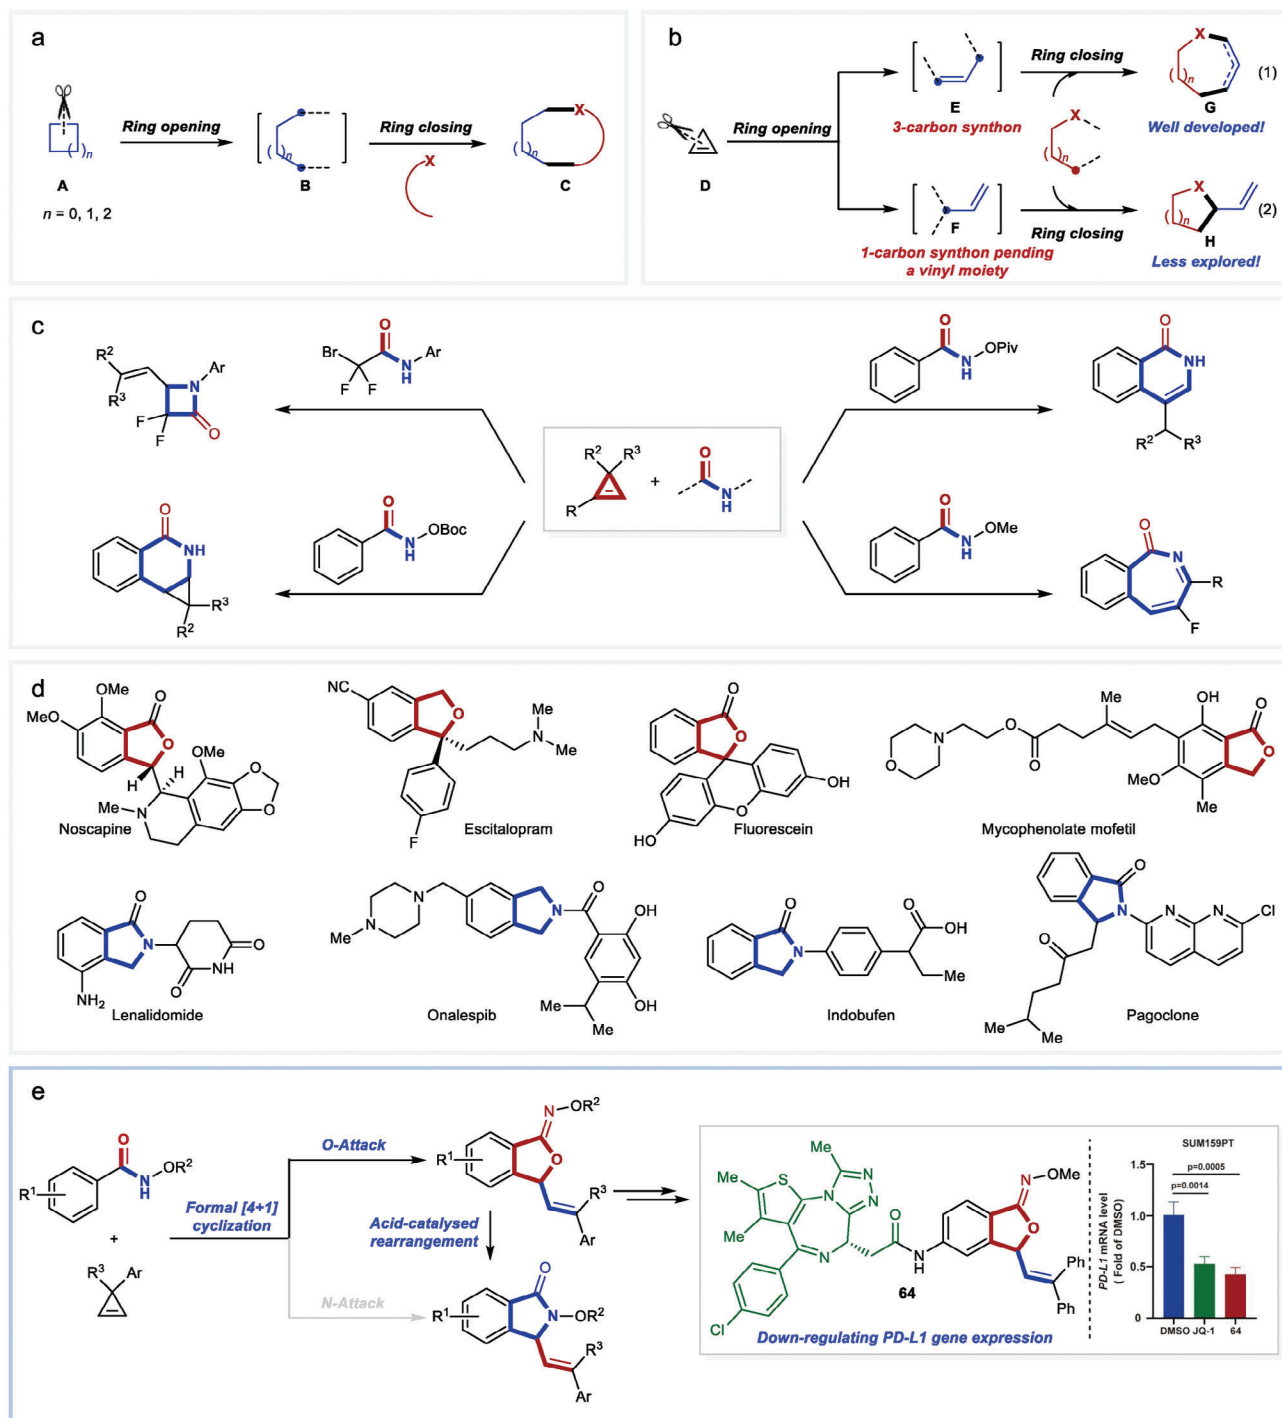 a
Ring opening
Ring closing
X
X
n
n
n
A
B
C
n = 0, 1, 2
b
Ring opening
D
E
3-carbon synthon
F
1-carbon synthon pending
a vinyl moiety
Ring closing
X
n
Ring closing
X
n
G
(1)
Well developed!
X
n
H
(2)
Less explored!
c
R2
R3
Ar
N
F
F
O
Br
F
F
O
N
H
Ar
O
N
H
OPiv
O
NH
R2
R3
R2
R3
R
+
O
N
H
O
NH
R3
R2
O
N
H
OBoc
O
N
H
OMe
O
N
R
F
d
OMe
MeO
O
O
H
H
OMe
O
O
Me
N
Noscapine
NC
O
N
Me
Me
F
Escitalopram
O
O
O
OH
HO
Fluorescein
N
O
O
O
Me
OH
O
O
MeO
Me
Mycophenolate mofetil
O
N
O
NH
O
NH2
Lenalidomide
N
N
Me
N
O
OH
OH
Me
Me
Onalespib
O
N
O
OH
Me
Indobufen
O
N
N
N
Cl
O
Me
Me
Pagoclone
e
O
N
H
OR2
R1
+
R3
Ar
Formal [4+1]
cyclization
O-Attack
N-Attack
N
OR2
R1
O
R3
Ar
Acid-catalysed
rearrangement
O
R1
N
OR2
R3
Ar
Me
Me
Me
S
N
N
N
N
O
N
H
Cl
64
N
OMe
O
Ph
Ph
Down-regulating PD-L1 gene expression
SUM159PT
p=0.0005
p=0.0014
PD-L1 mRNA level
( Fold of DMSO)
1.5
1.0
0.5
0
DMSO JQ-1 64